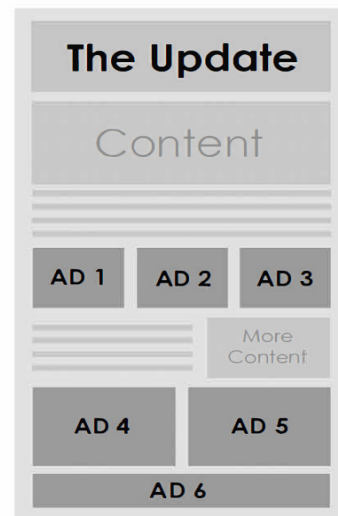 The Update
Content
AD 1 AD 2 AD 3
More
Content
AD 4 AD 5
AD 6